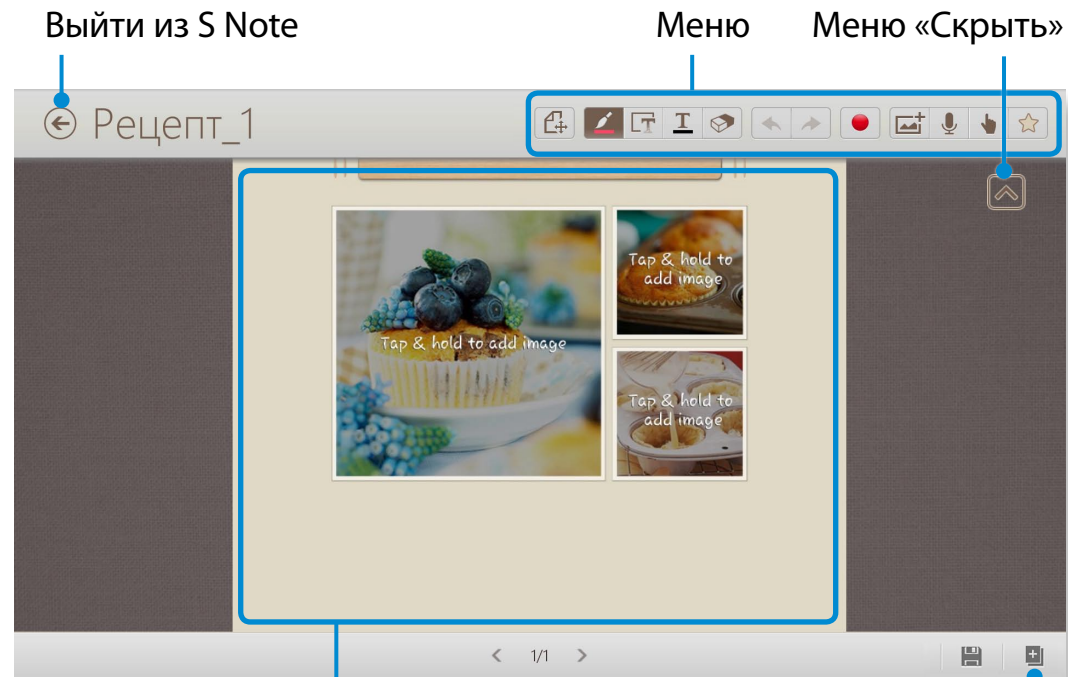 Выйти из S Note
Меню
Меню «Скрыть»
Рецепт_1
T
T
Tap & hold to add image
Tap & hold to
add image
Tap & hold to
add image
1/1